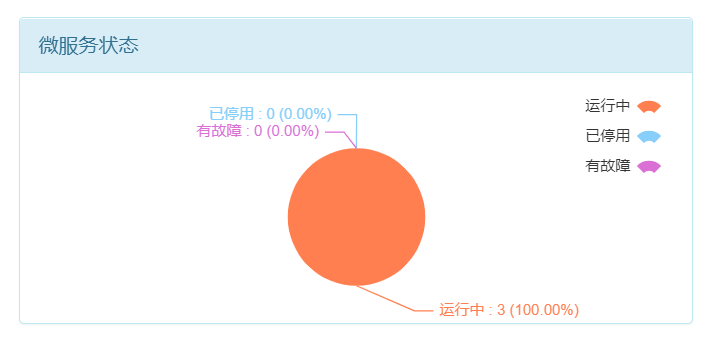 微服务状态
运行中
已停用 : 0 (0.00%)
有故障 : 0 (0.00%)
已停用
有故障
运行中 : 3 (100.00%)